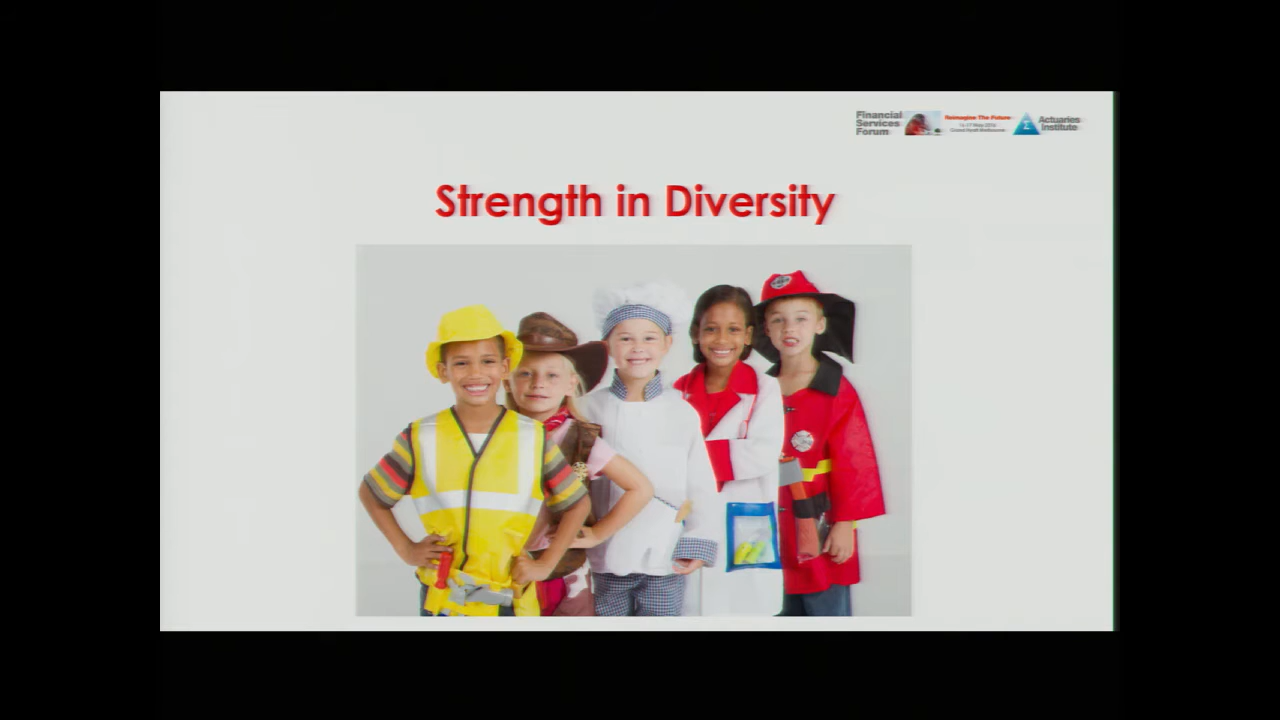 Financial
Services
Forum
Reimagine The Future
Actuaries
Institute
Strength in Diversity